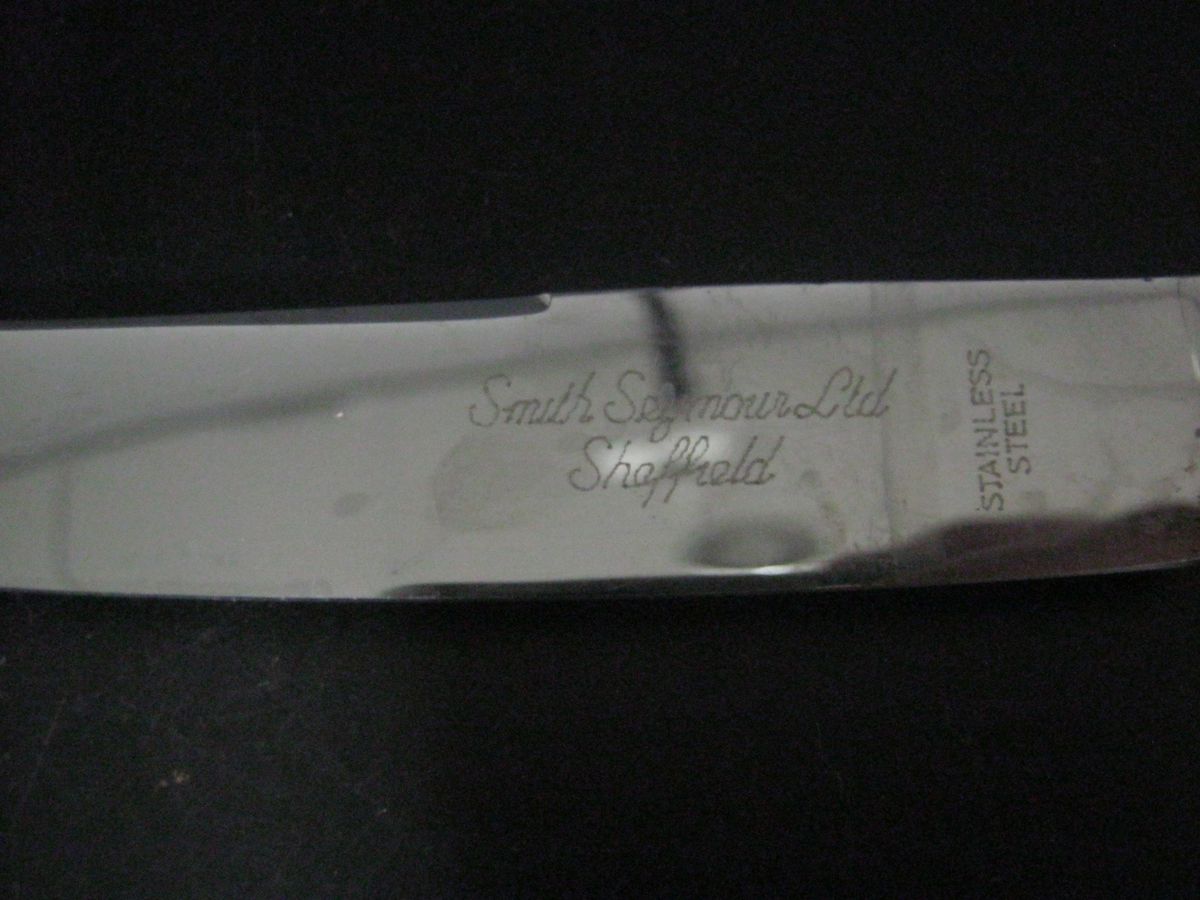 Smith Seymour Ltd
Sheffield
STAINLESS
STEEL